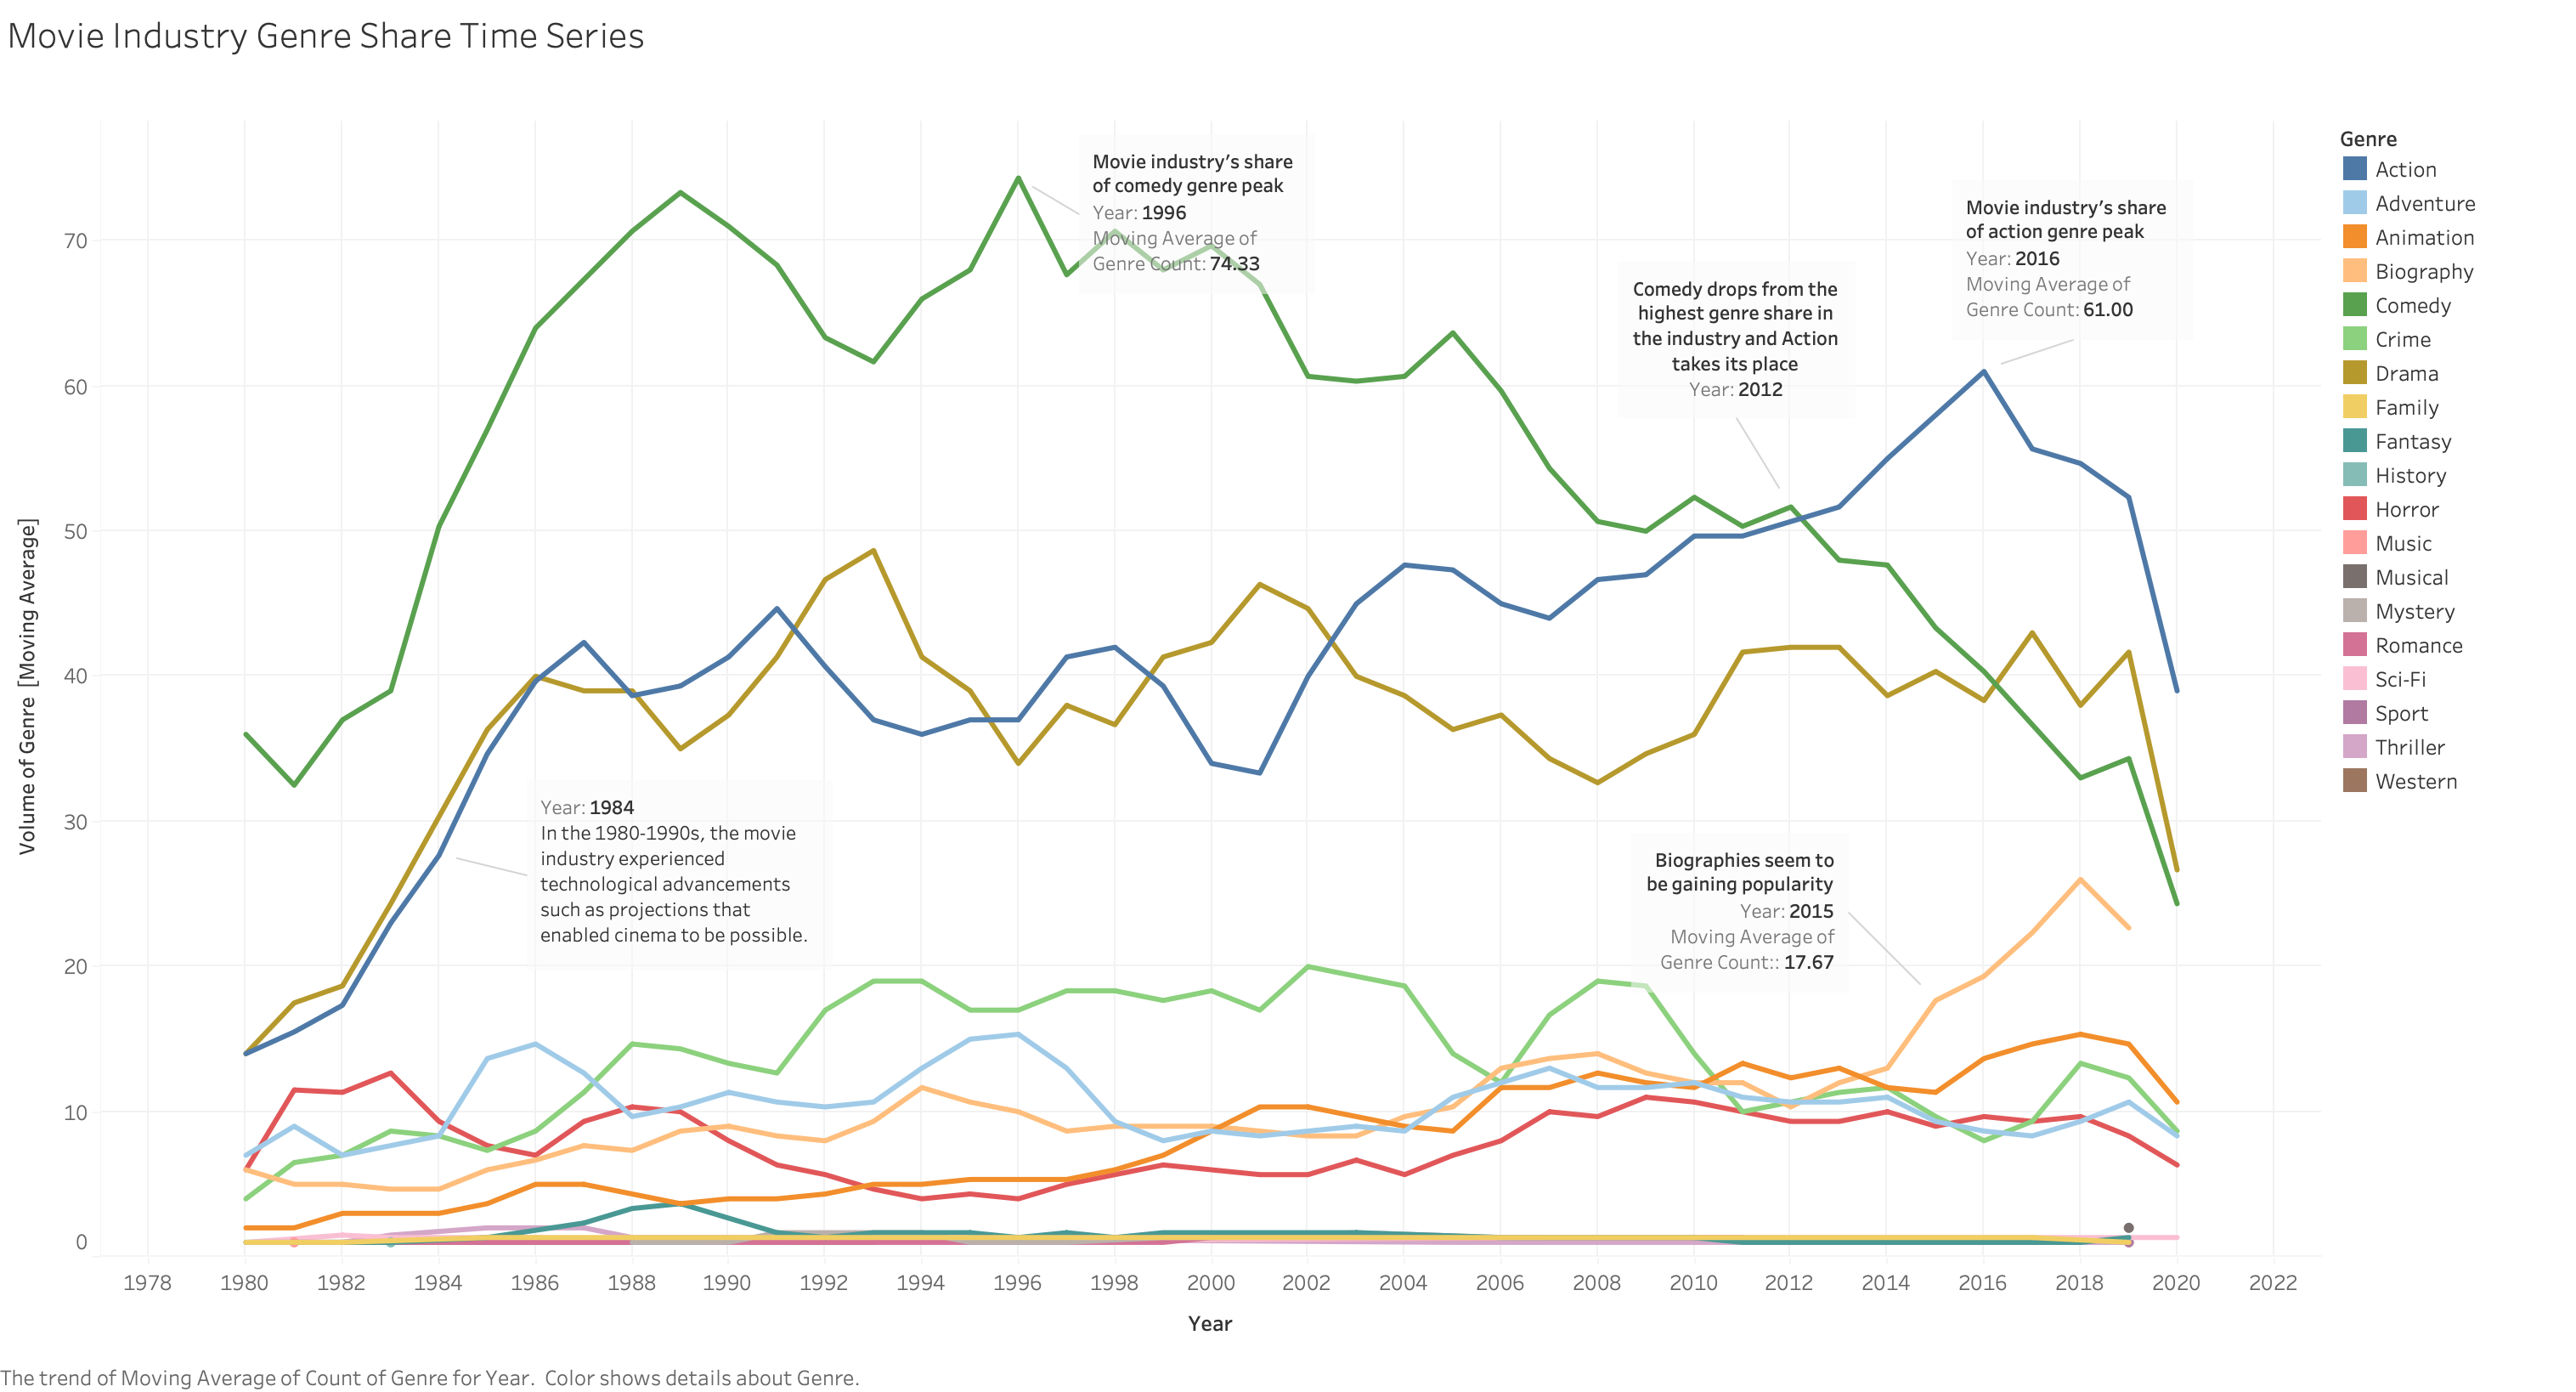 Movie Industry Genre Share Time Series
Movie industry's share
of comedy genre peak
Year: 1996
Moving Average of
Genre Count: 74.33
Comedy drops from the
highest genre share in
the industry and Action
takes its place
Year: 2012
Movie industry's share
of action genre peak
Year: 2016
Moving Average of
Genre Count: 61.00
Year: 1984
In the 1980-1990s, the movie
industry experienced
technological advancements
such as projections that
enabled cinema to be possible.
Biographies seem to
be gaining popularity
Year: 2015
Moving Average of
Genre Count:: 17.67
Volume of Genre [Moving Average]
70
60
50
40
30
20
10
0
1978 1980 1982 1984 1986 1988 1990 1992 1994 1996 1998 2000 2002 2004 2006 2008 2010 2012 2014 2016 2018 2020 2022
Year
Genre
Action
Adventure
Animation
Biography
Comedy
Crime
Drama
Family
Fantasy
History
Horror
Music
Musical
Mystery
Romance
Sci-Fi
Sport
Thriller
Western
The trend of Moving Average of Count of Genre for Year. Color shows details about Genre.